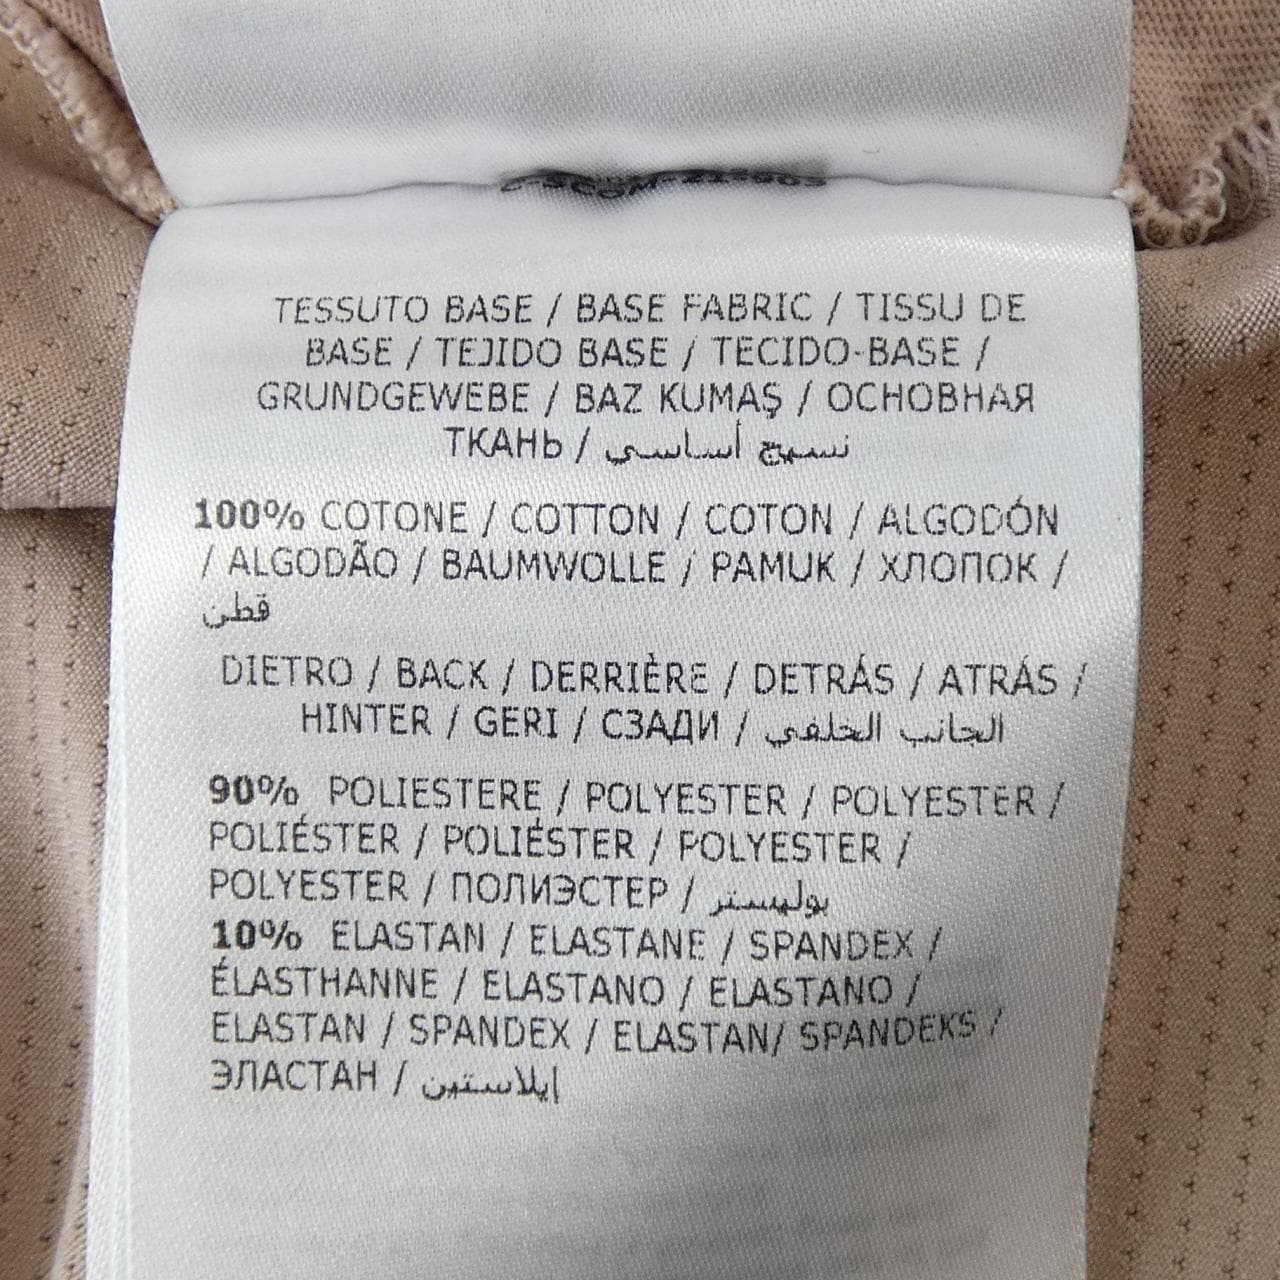 TESSUTO BASE / BASE FABRIC / TISSU DE
BASE / TEJIDO BASE / TECIDO-BASE /
GRUNDGEWEBE / BAZ KUMAŞ / ОСНОВНАЯ
ТКАНЬ / نسيج أساسي
100% COTONE / COTTON / COTON / ALGODÓN
/ ALGODÃO / BAUMWOLLE / PAMUK / ХЛОПОК /
قطن
DIETRO / BACK / DERRIÈRE / DETRÁS / ATRÁS /
HINTER / GERI / СЗАДИ / الجانب الخلفي
90% POLIESTERE / POLYESTER / POLYESTER /
POLIÉSTER / POLIÉSTER / POLYESTER /
POLYESTER / ПОЛИЭСТЕР / بوليستر
10% ELASTAN / ELASTANE / SPANDEX /
ÉLASTHANNE / ELASTANO / ELASTANO /
ELASTAN / SPANDEX / ELASTAN/ SPANDEKS /
ЭЛАСТАН / إيلاستين